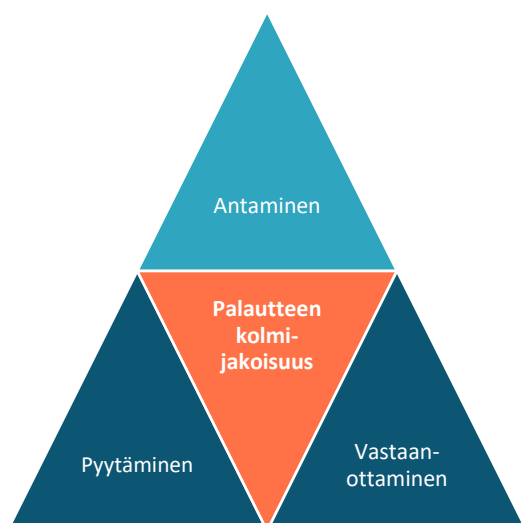 Antaminen
Palautteen
kolmi-
jakoisuus
Pyytäminen
Vastaan-
ottaminen